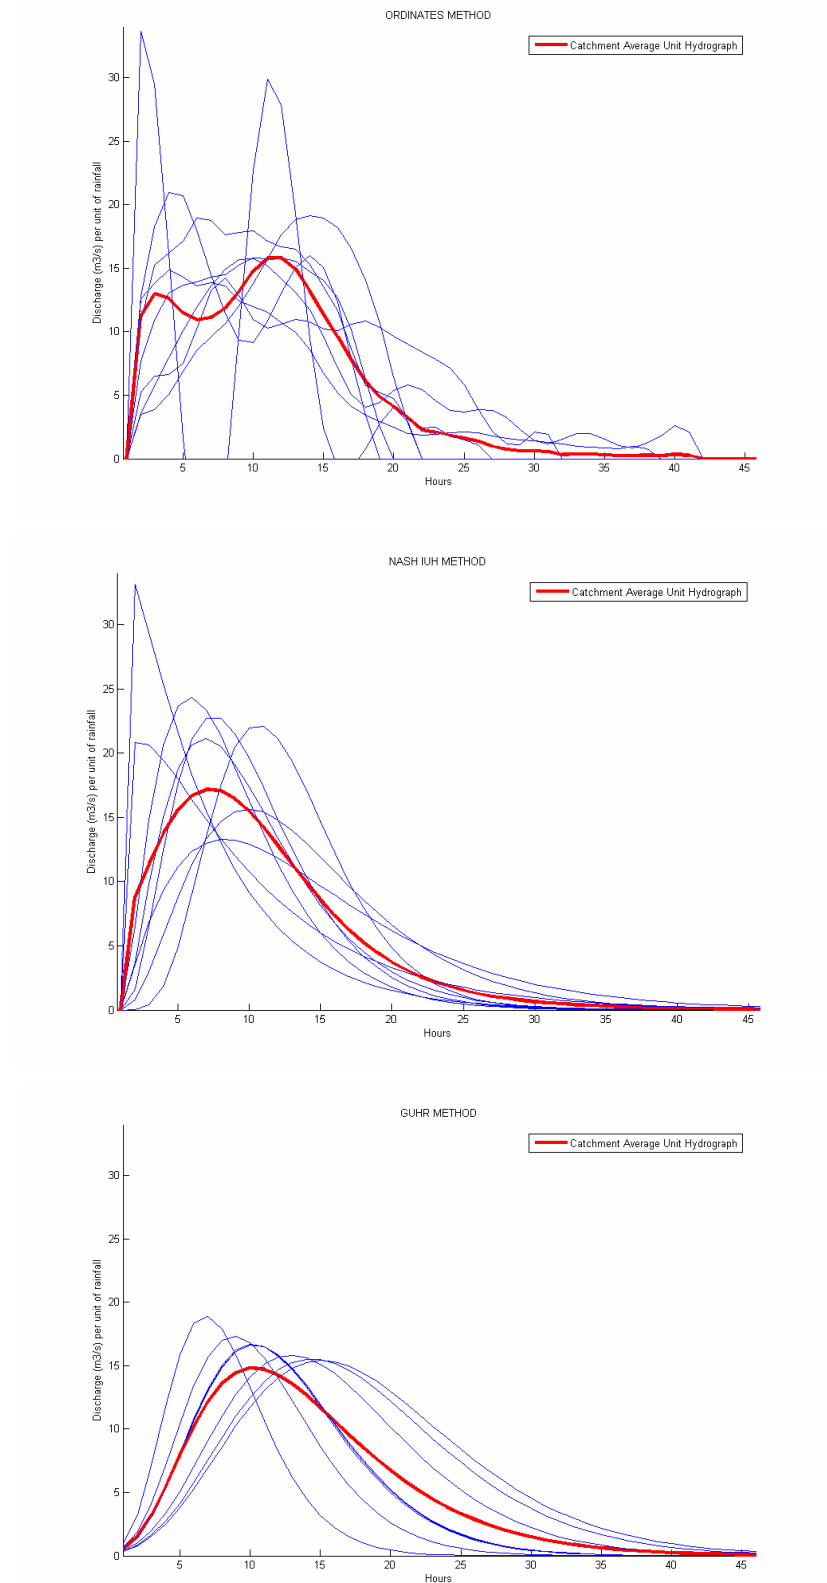 ORDINATES METHOD
Catchment Average Unit Hydrograph
Discharge (m3/s) per unit of rainfall
30
25
20
15
10
5
0
5 10 15 20 25 30 35 40 45
Hours
NASH IUH METHOD
Catchment Average Unit Hydrograph
Discharge (m3/s) per unit of rainfall
30
25
20
15
10
5
0
5 10 15 20 25 30 35 40 45
Hours
GUHR METHOD
Catchment Average Unit Hydrograph
Discharge (m3/s) per unit of rainfall
30
25
20
15
10
5
0
5 10 15 20 25 30 35 40 45
Hours